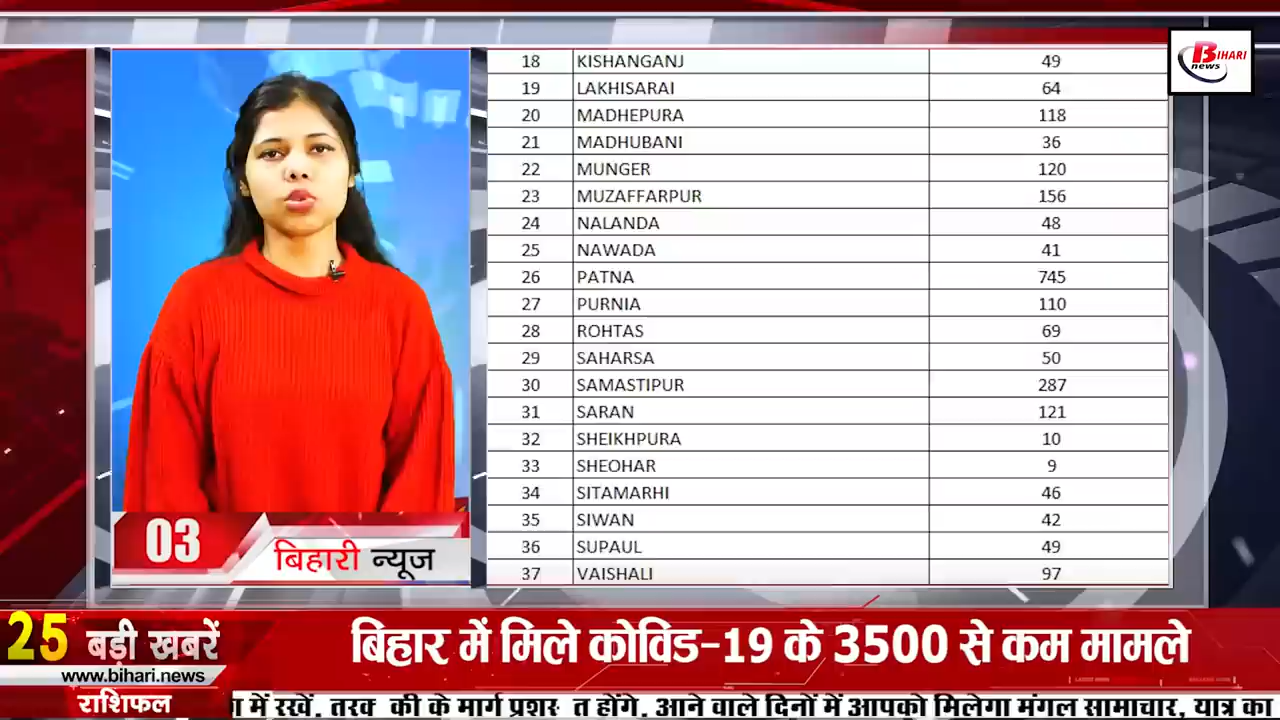 BIHARI
news
18 KISHANGANJ 49
19 LAKHISARAI 64
20 MADHEPURA 118
21 MADHUBANI 36
22 MUNGER 120
23 MUZAFFARPUR 156
24 NALANDA 48
25 NAWADA 41
26 PATNA 745
27 PURNIA 110
28 ROHTAS 69
29 SAHARSA 50
30 SAMASTIPUR 287
31 SARAN 121
32 SHEIKHPURA 10
33 SHEOHAR 9
34 SITAMARHI 46
35 SIWAN 42
36 SUPAUL 49
37 VAISHALI 97
03
बिहारी न्यूज
25 बड़ी खबरें
www.bihari.news
बिहार में मिले कोविड-19 के 3500 से कम मामले
राशिफल
में रखें. तरक की के मार्ग प्रशस त होंगे. आने वाले दिनों में आपको मिलेगा मंगल सामाचार, यात्र का